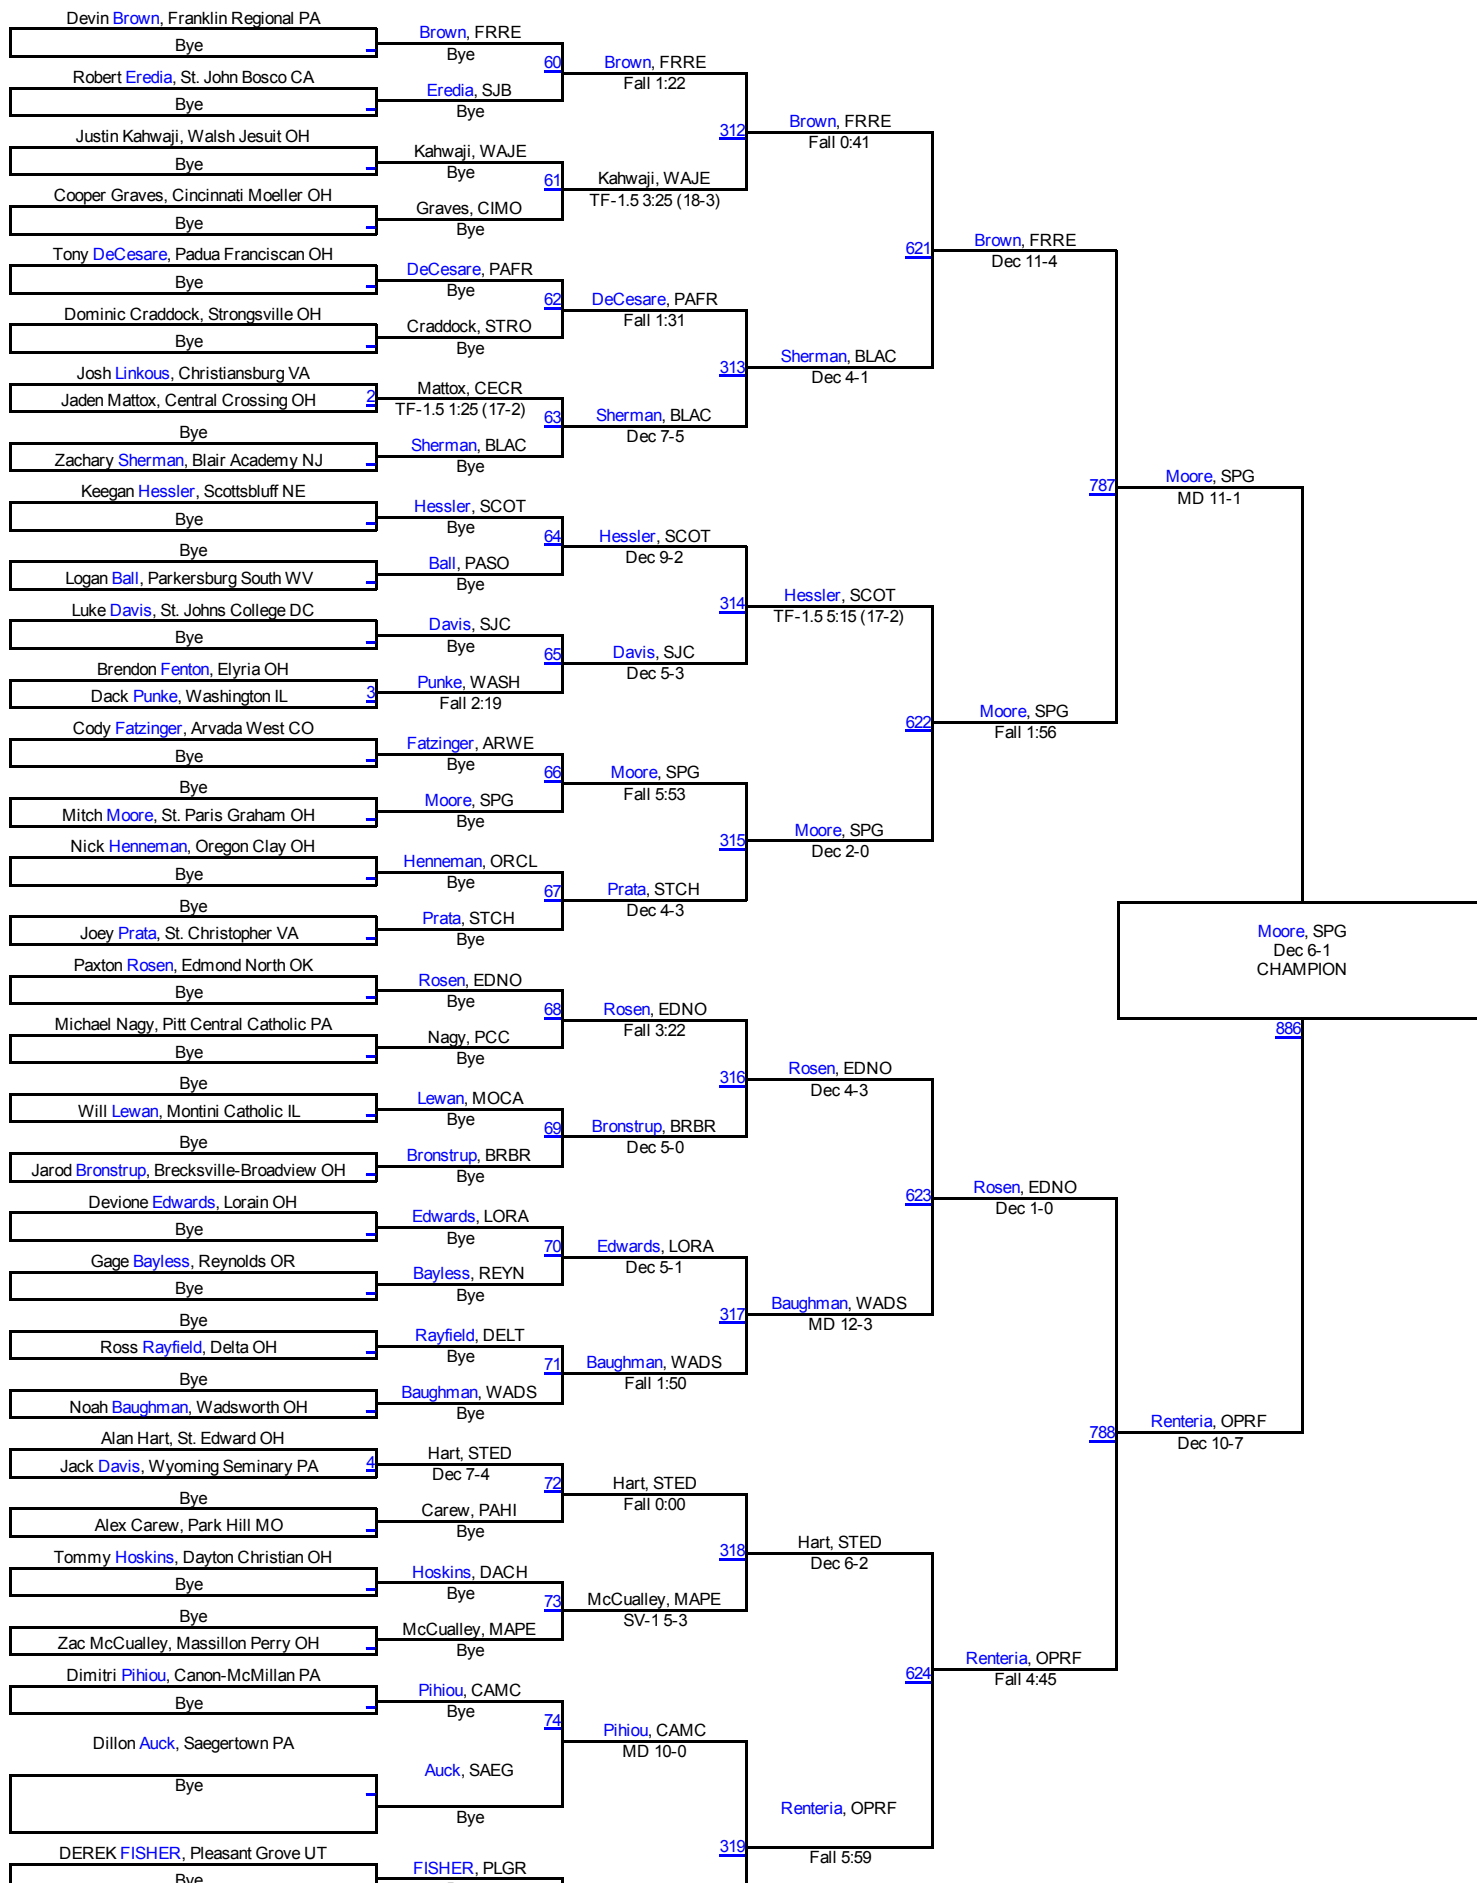 Devin Brown, Franklin Regional PA
Bye
Robert Eredia, St. John Bosco CA
Bye
Justin Kahwaji, Walsh Jesuit OH
Bye
Cooper Graves, Cincinnati Moeller OH
Bye
Tony DeCesare, Padua Franciscan OH
Bye
Dominic Craddock, Strongsville OH
Bye
Josh Linkous, Christiansburg VA
Jaden Mattox, Central Crossing OH 2
Bye
Zachary Sherman, Blair Academy NJ
Keegan Hessler, Scottsbluff NE
Bye
Bye
Logan Ball, Parkersburg South WV
Luke Davis, St. Johns College DC
Bye
Brendon Fenton, Elyria OH
Dack Punke, Washington IL 3
Cody Fatzinger, Arvada West CO
Bye
Bye
Mitch Moore, St. Paris Graham OH
Nick Henneman, Oregon Clay OH
Bye
Bye
Joey Prata, St. Christopher VA
Paxton Rosen, Edmond North OK
Bye
Michael Nagy, Pitt Central Catholic PA
Bye
Bye
Will Lewan, Montini Catholic IL
Bye
Jarod Bronstrup, Brecksville-Broadview OH
Devione Edwards, Lorain OH
Bye
Gage Bayless, Reynolds OR
Bye
Bye
Ross Rayfield, Delta OH
Bye
Noah Baughman, Wadsworth OH
Alan Hart, St. Edward OH
Jack Davis, Wyoming Seminary PA 4
Bye
Alex Carew, Park Hill MO
Tommy Hoskins, Dayton Christian OH
Bye
Bye
Zac McCualley, Massillon Perry OH
Dimitri Pihiou, Canon-McMillan PA
Bye
Dillon Auck, Saegertown PA
Bye
DEREK FISHER, Pleasant Grove UT
Bye
Brown, FRRE
Bye
60
Eredia, SJB
Bye
Kahwaji, WAJE
Bye
61
Graves, CIMO
Bye
DeCesare, PAFR
Bye
62
Craddock, STRO
Bye
Mattox, CECR
TF-1.5 1:25 (17-2)
63
Sherman, BLAC
Bye
Hessler, SCOT
Bye
64
Ball, PASO
Bye
Davis, SJC
Bye
65
Punke, WASH
Fall 2:19
Fatzinger, ARWE
Bye
66
Moore, SPG
Bye
Henneman, ORCL
Bye
67
Prata, STCH
Bye
Rosen, EDNO
Bye
68
Nagy, PCC
Bye
Lewan, MOCA
Bye
69
Bronstrup, BRBR
Bye
Edwards, LORA
Bye
70
Bayless, REYN
Bye
Rayfield, DELT
Bye
71
Baughman, WADS
Bye
Hart, STED
Dec 7-4
72
Carew, PAHI
Bye
Hoskins, DACH
Bye
73
McCualley, MAPE
Bye
Pihiou, CAMC
Bye
74
Auck, SAEG
Bye
FISHER, PLGR
Brown, FRRE
Fall 1:22
312
Kahwaji, WAJE
TF-1.5 3:25 (18-3)
DeCesare, PAFR
Fall 1:31
313
Sherman, BLAC
Dec 7-5
Hessler, SCOT
Dec 9-2
314
Davis, SJC
Dec 5-3
Moore, SPG
Fall 5:53
315
Prata, STCH
Dec 4-3
Rosen, EDNO
Fall 3:22
316
Bronstrup, BRBR
Dec 5-0
Edwards, LORA
Dec 5-1
317
Baughman, WADS
Fall 1:50
Hart, STED
Fall 0:00
318
McCualley, MAPE
SV-1 5-3
Pihiou, CAMC
MD 10-0
319
Brown, FRRE
Fall 0:41
621
Sherman, BLAC
Dec 4-1
Hessler, SCOT
TF-1.5 5:15 (17-2)
622
Moore, SPG
Dec 2-0
Rosen, EDNO
Dec 4-3
623
Baughman, WADS
MD 12-3
Hart, STED
Dec 6-2
624
Renteria, OPRF
Fall 5:59
Brown, FRRE
Dec 11-4
787
Moore, SPG
Fall 1:56
Rosen, EDNO
Dec 1-0
788
Renteria, OPRF
Fall 4:45
Moore, SPG
MD 11-1
Renteria, OPRF
Dec 10-7
Moore, SPG
Dec 6-1
CHAMPION
886